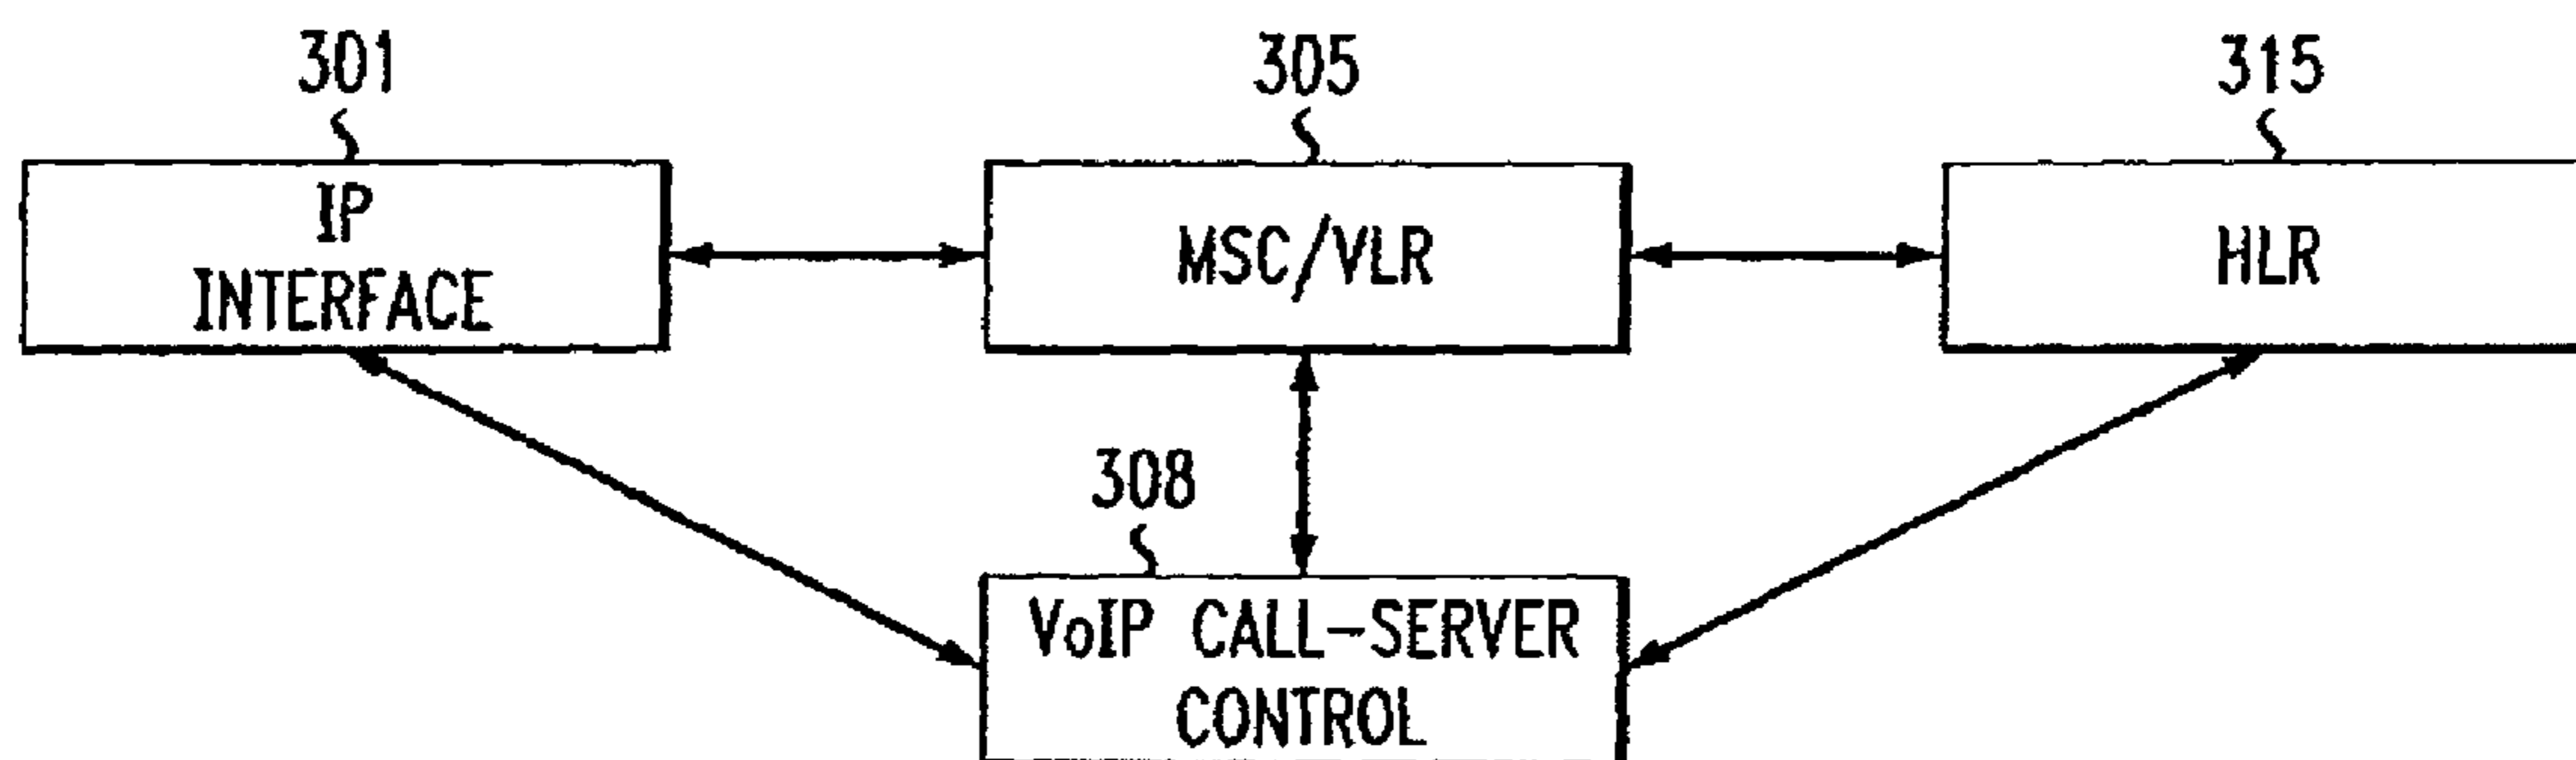 301
305
315
IP
INTERFACE
MSC/VLR
HLR
308
VoIP CALL-SERVER
CONTROL